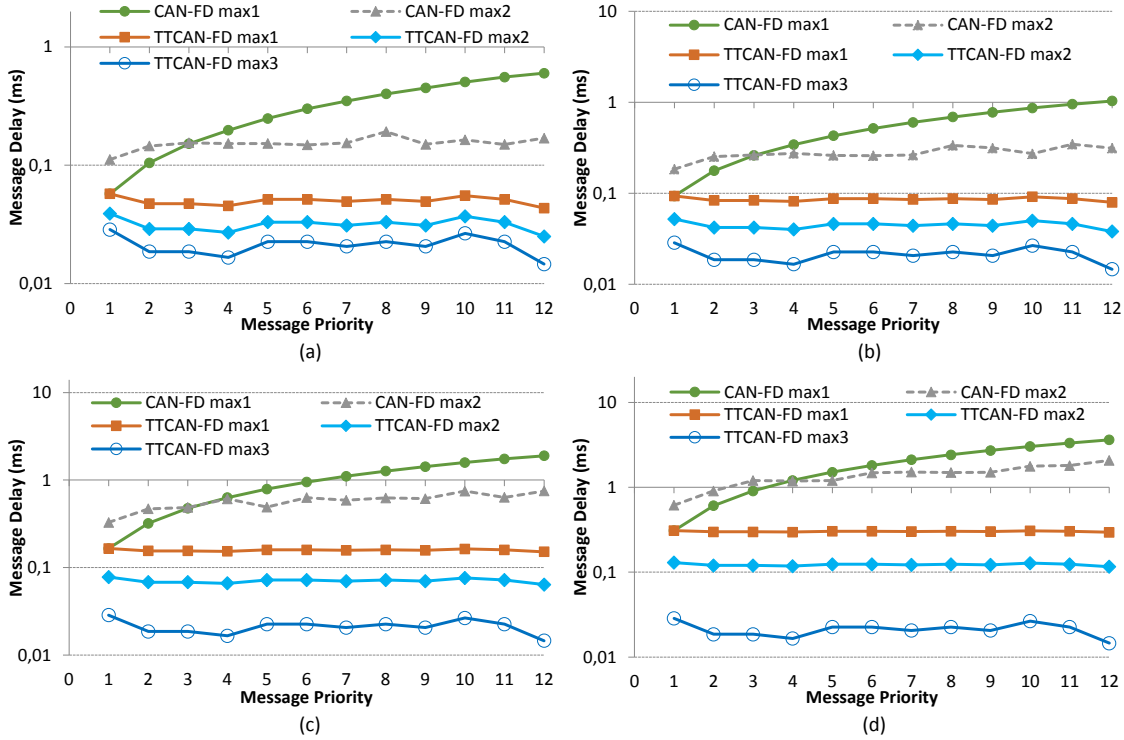 CAN-FD max1 CAN-FD max2
TTCAN-FD max1 TTCAN-FD max2
TTCAN-FD max3
1
0,1
0,01
Message Delay (ms)
0 1 2 3 4 5 6 7 8 9 10 11 12
Message Priority
(a)
10
CAN-FD max1 CAN-FD max2
TTCAN-FD max1 TTCAN-FD max2
TTCAN-FD max3
1
0,1
0,01
Message Delay (ms)
0 1 2 3 4 5 6 7 8 9 10 11 12
Message Priority
(b)
10
CAN-FD max1 CAN-FD max2
TTCAN-FD max1 TTCAN-FD max2
TTCAN-FD max3
1
0,1
0,01
Message Delay (ms)
0 1 2 3 4 5 6 7 8 9 10 11 12
Message Priority
(c)
CAN-FD max1 CAN-FD max2
10
TTCAN-FD max1 TTCAN-FD max2
TTCAN-FD max3
1
0,1
0,01
Message Delay (ms)
0 1 2 3 4 5 6 7 8 9 10 11 12
Message Priority
(d)